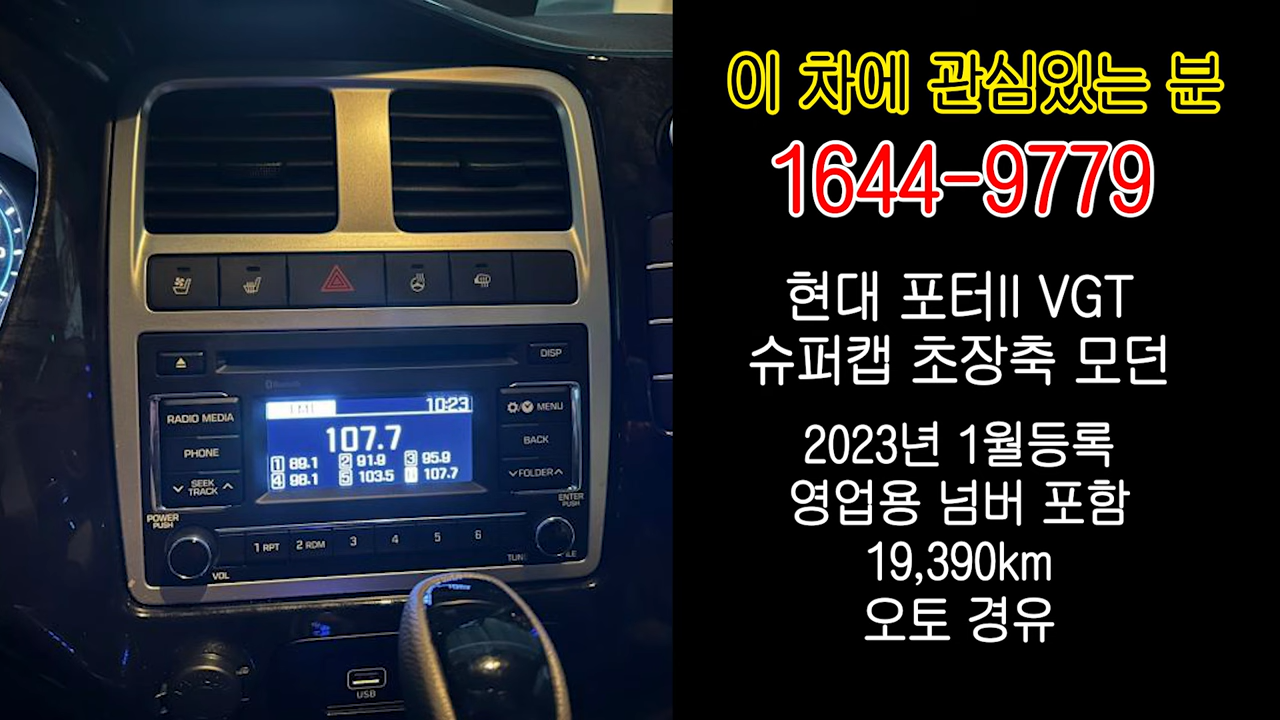 이 차에 관심있는 분
1644-9779
현대 포터II VGT
슈퍼캡 초장축 모던
2023년 1월등록
영업용 넘버 포함
19,390km
오토 경유
DISP
Bluetooth
RADIO MEDIA
PHONE
SEEK
TRACK
FM1 10:23
107.7
1 89.1 2 91.9 3 95.9
4 98.1 5 103.5 107.7
MENU
BACK
FOLDER
ENTER
PUSH
POWER
PUSH
VOL
1 RPT 2 RDM 3 4 5 6
USB